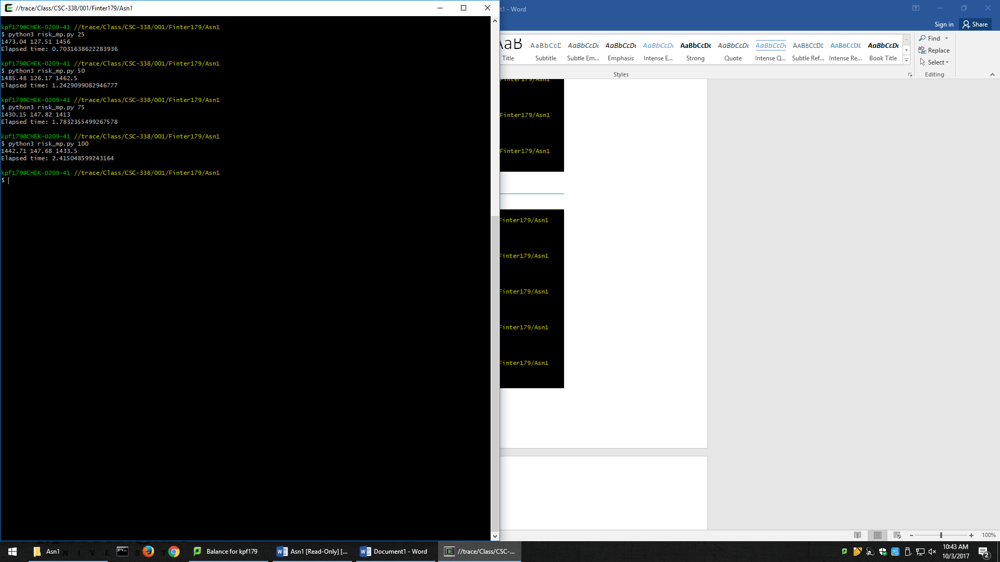 //trace/Class/CSC-338/001/Finter179/Asn1
kpf179@CHEK-0209-41 //trace/Class/CSC-338/001/Finter179/Asn1
$ python3 risk_mp.py 25
1473.04 127.51 1456
Elapsed time: 0.7031638622283936
kpf179@CHEK-0209-41 //trace/Class/CSC-338/001/Finter179/Asn1
$ python3 risk_mp.py 50
1485.48 126.17 1462.5
Elapsed time: 1.2429099082946777
kpf179@CHEK-0209-41 //trace/Class/CSC-338/001/Finter179/Asn1
$ python3 risk_mp.py 75
1430.15 147.82 1413
Elapsed time: 1.7832355499267578
kpf179@CHEK-0209-41 //trace/Class/CSC-338/001/Finter179/Asn1
$ python3 risk_mp.py 100
1442.71 147.68 1433.5
Elapsed time: 2.415048599243164
kpf179@CHEK-0209-41 //trace/Class/CSC-338/001/Finter179/Asn1
$
t1 - Word
Sign in Share
AaB AaBbCcD AaBbCcDc AaBbCcDc AaBbCcDc AaBbCcDc AaBbCcDc AaBbCcDc AABBCCDE AABBCCDE AaBbCcDc
Title Subtitle Subtle Em... Emphasis Intense E... Strong Quote Intense Q... Subtle Ref... Intense Re... Book Title
Styles
Find
Replace
Select
Editing
Finter179/Asn1
Finter179/Asn1
Finter179/Asn1
Finter179/Asn1
Finter179/Asn1
Finter179/Asn1
Finter179/Asn1
Finter179/Asn1
100%
Asn1
Balance for kpf179
Asn1 [Read-Only] [...
Document1 - Word
//trace/Class/CSC-...
10:43 AM
10/3/2017
2